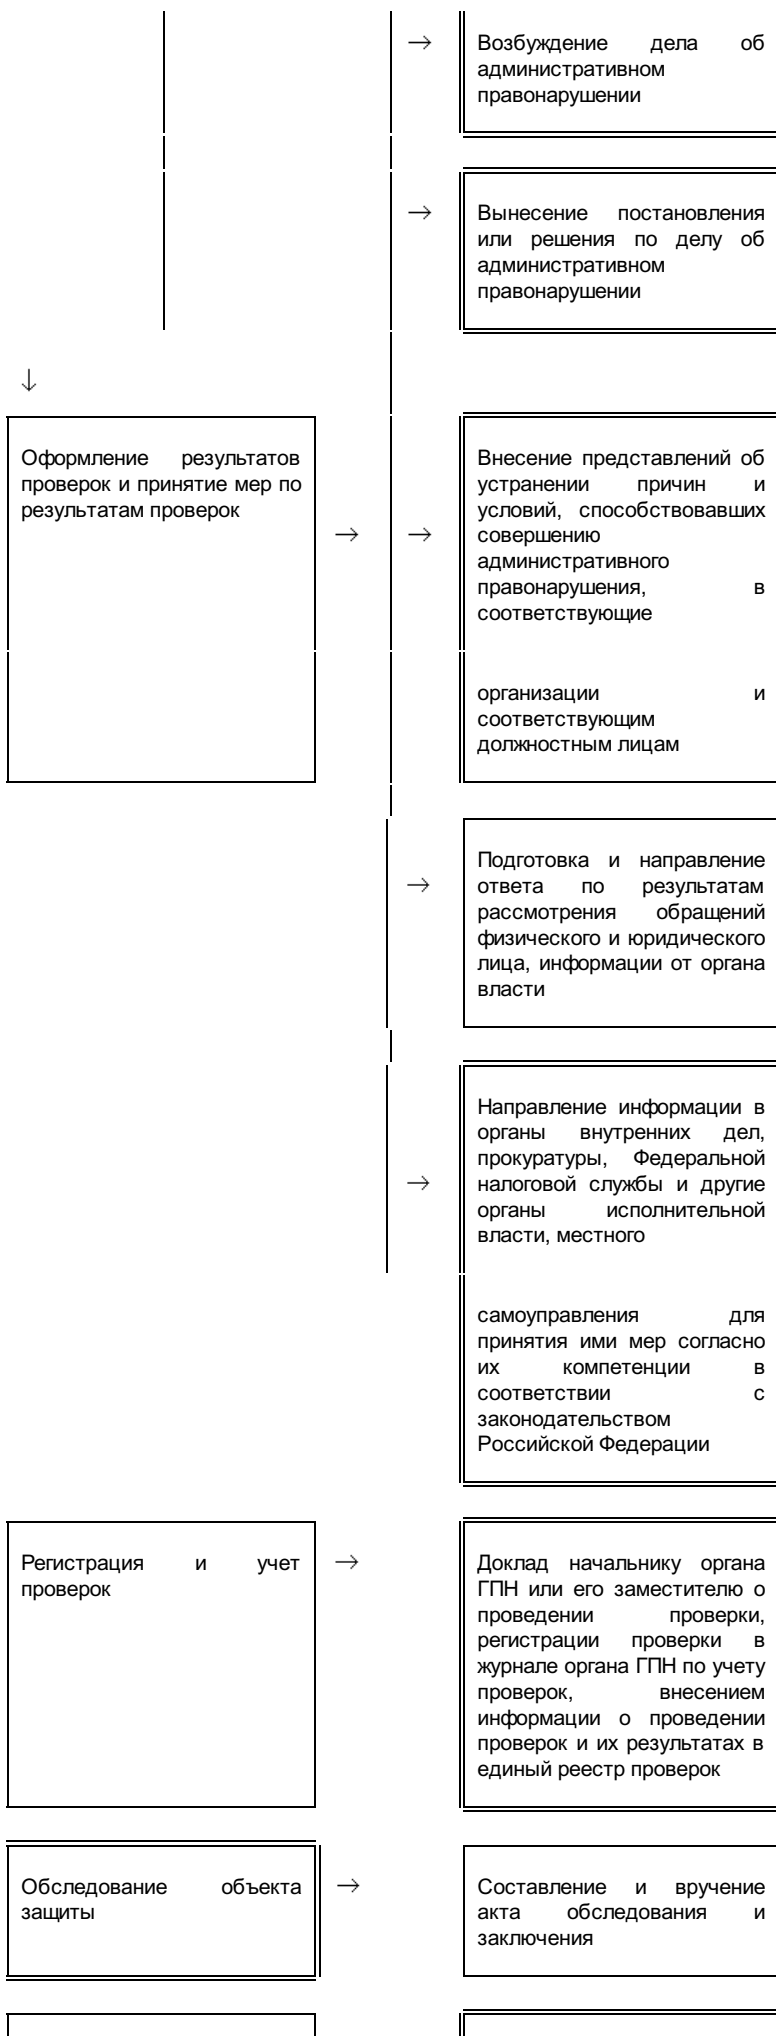 → Возбуждение дела об
административном
правонарушении
→ Вынесение постановления
или решения по делу об
административном
правонарушении
↓
Оформление результатов
проверок и принятие мер по
результатам проверок
→ → Внесение представлений об
устранении причин и
условий, способствовавших
совершению
административного
правонарушения, в
соответствующие
организации и
соответствующим
должностным лицам
→ Подготовка и направление
ответа по результатам
рассмотрения обращений
физического и юридического
лица, информации от органа
власти
→ Направление информации в
органы внутренних дел,
прокуратуры, Федеральной
налоговой службы и другие
органы исполнительной
власти, местного
самоуправления для
принятия ими мер согласно
их компетенции в
соответствии с
законодательством
Российской Федерации
Регистрация и учет
проверок
→ Доклад начальнику органа
ГПН или его заместителю о
проведении проверки,
регистрации проверки в
журнале органа ГПН по учету
проверок, внесением
информации о проведении
проверок и их результатах в
единый реестр проверок
Обследование объекта
защиты
→ Составление и вручение
акта обследования и
заключения